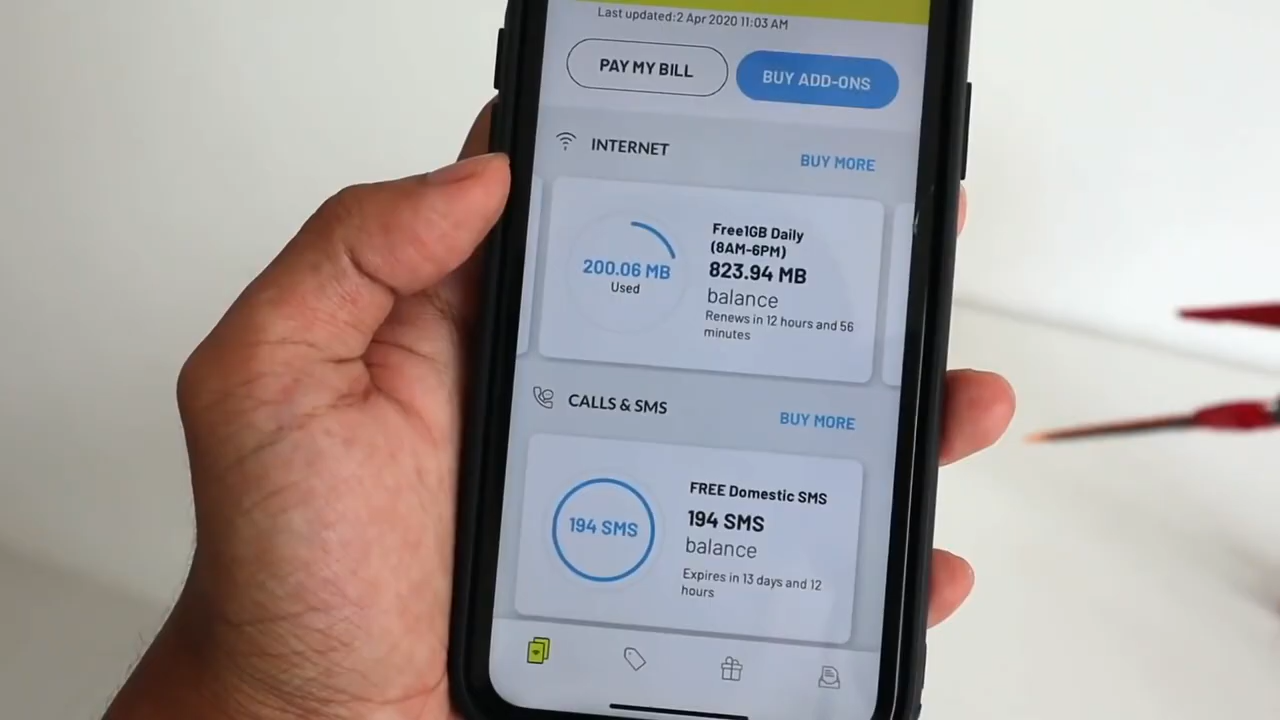 Last updated:2 Apr 2020 11:03 AM
PAY MY BILL
BUY ADD-ONS
INTERNET
BUY MORE
200.06 MB
Used
Free1GB Daily
(8AM-6PM)
823.94 MB
balance
Renews in 12 hours and 56
minutes
CALLS & SMS
BUY MORE
194 SMS
FREE Domestic SMS
194 SMS
balance
Expires in 13 days and 12
hours